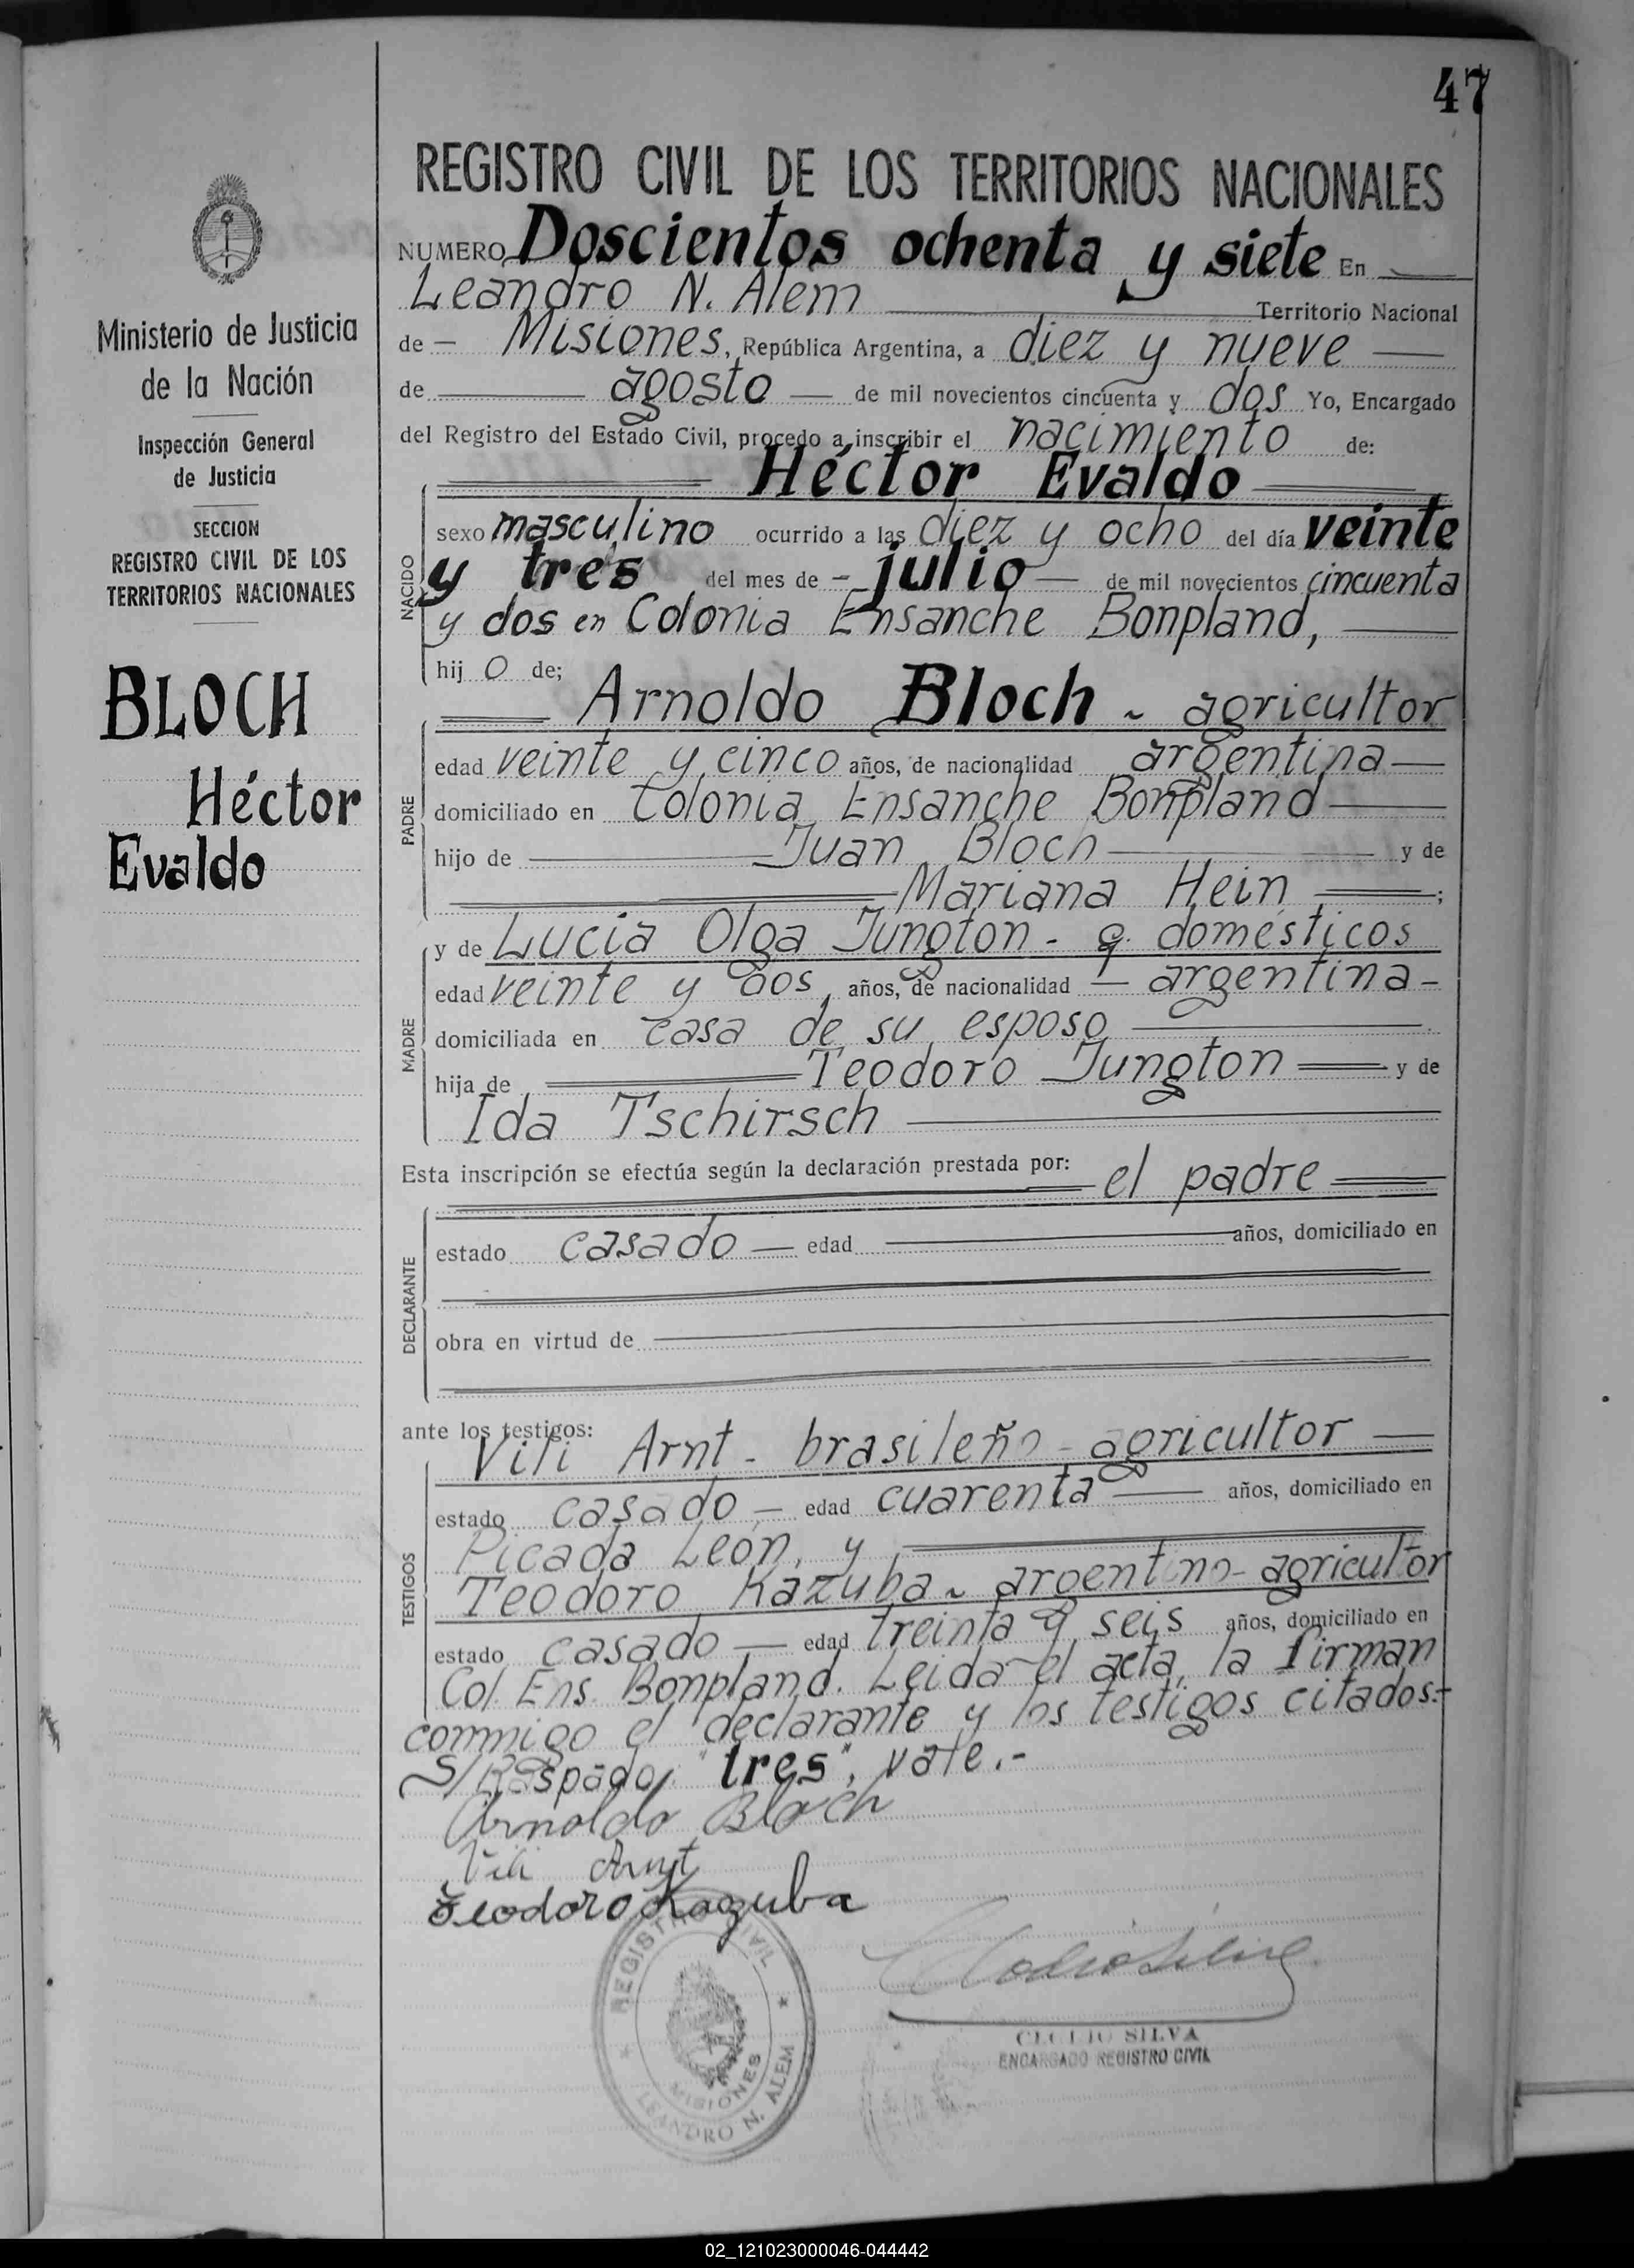 47
REGISTRO CIVIL DE LOS TERRITORIOS NACIONALES
NUMERO Doscientos ochenta y siete En
Leandro N. Alem Territorio Nacional
de Misiones, República Argentina, a diez y nueve
de agosto de mil novecientos cincuenta y dos Yo, Encargado
del Registro del Estado Civil, procedo a inscribir el nacimiento de:
Héctor Evaldo
NACIDO
sexo masculino ocurrido a las diez y ocho del día veinte
y tres del mes de julio de mil novecientos cincuenta
y dos en Colonia Ensanche Bonpland,
hij o de;
Arnoldo Bloch - agricultor
PADRE
edad veinte y cinco años, de nacionalidad argentina
domiciliado en Colonia Ensanche Bonpland
hijo de Juan Bloch y de
Mariana Hein ;
y de Lucia Olga Jungton - q. domésticos
MADRE
edad veinte y dos años, de nacionalidad argentina -
domiciliada en casa de su esposo
hija de Teodoro Jungton y de
Ida Tschirsch
Esta inscripción se efectúa según la declaración prestada por: el padre
DECLARANTE
estado casado edad años, domiciliado en
obra en virtud de
ante los testigos:
Vili Arnt - brasileño - agricultor
TESTIGOS
estado casado - edad cuarenta años, domiciliado en
Picada León, y
Teodoro Kazuba - argentino - agricultor
estado casado edad treinta y seis años, domiciliado en
Col. Ens. Bonpland. Leida el acta, la firman
conmigo el declarante y los testigos citados.-
S/Raspado: "tres", vale.-
Arnoldo Bloch
Vili Arnt
Teodoro Kazuba
REGISTRO CIVIL
MISIONES
LEANDRO N. ALEM
SILVA
ENCARGADO REGISTRO CIVIL
Ministerio de Justicia
de la Nación
Inspección General
de Justicia
SECCION
REGISTRO CIVIL DE LOS
TERRITORIOS NACIONALES
BLOCH
Héctor
Evaldo
02_121023000046-044442